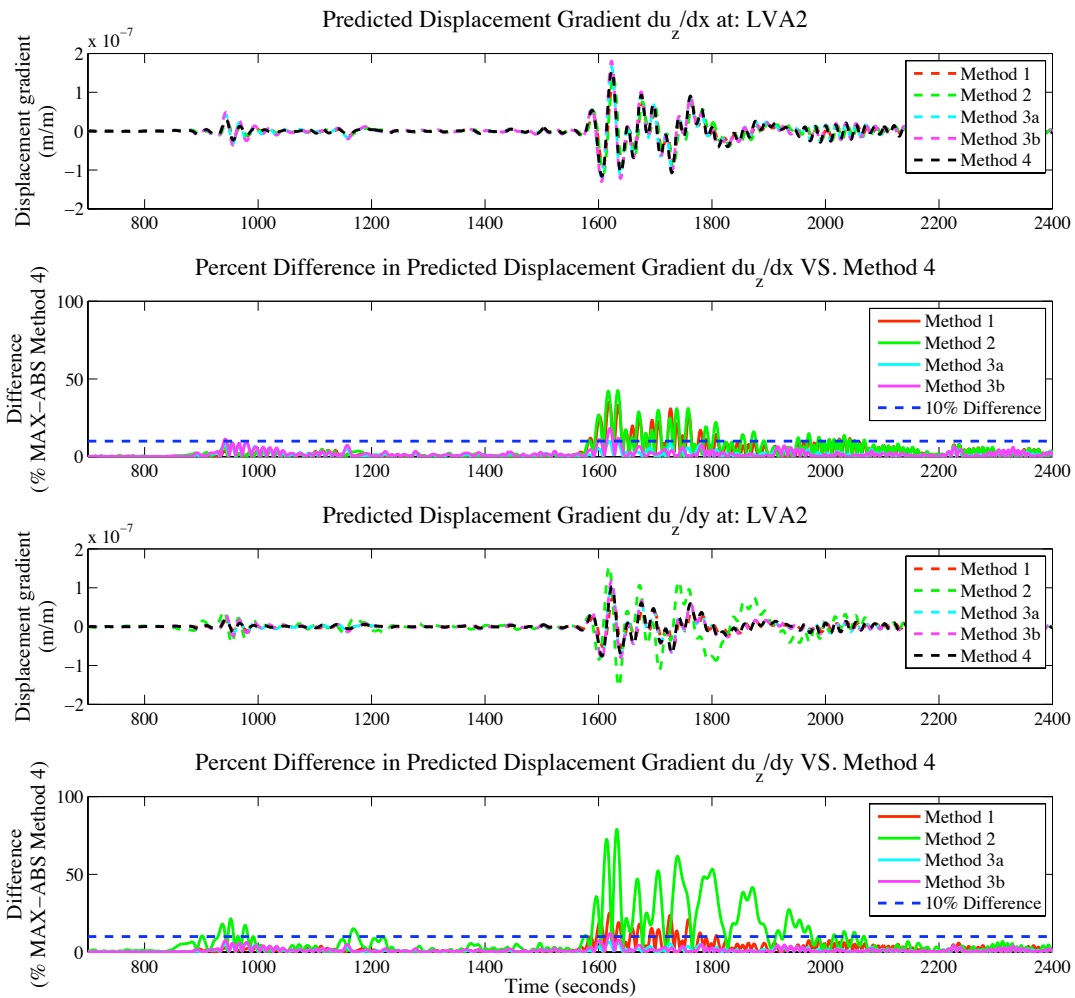 Predicted Displacement Gradient du_z/dx at: LVA2
x 10^-7
Displacement gradient
(m/m)
2
1
0
−1
−2
800 1000 1200 1400 1600 1800 2000 2200 2400
Method 1
Method 2
Method 3a
Method 3b
Method 4
Percent Difference in Predicted Displacement Gradient du_z/dx VS. Method 4
Difference
(% MAX−ABS Method 4)
100
50
0
800 1000 1200 1400 1600 1800 2000 2200 2400
Method 1
Method 2
Method 3a
Method 3b
10% Difference
Predicted Displacement Gradient du_z/dy at: LVA2
x 10^-7
Displacement gradient
(m/m)
2
1
0
−1
−2
800 1000 1200 1400 1600 1800 2000 2200 2400
Method 1
Method 2
Method 3a
Method 3b
Method 4
Percent Difference in Predicted Displacement Gradient du_z/dy VS. Method 4
Difference
(% MAX−ABS Method 4)
100
50
0
800 1000 1200 1400 1600 1800 2000 2200 2400
Method 1
Method 2
Method 3a
Method 3b
10% Difference
Time (seconds)